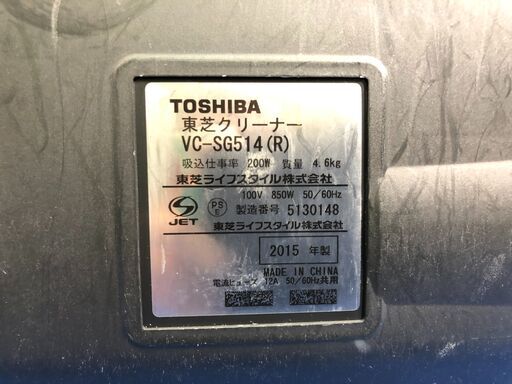 TOSHIBA
東芝クリーナー
VC-SG514(R)
吸込仕事率 200W 質量 4.6kg
東芝ライフスタイル株式会社
100V 850W 50/60Hz
JET
PS E
製造番号 5130148
東芝ライフスタイル株式会社
2015 年製
MADE IN CHINA
電流ヒューズ 12A 50/60Hz共用